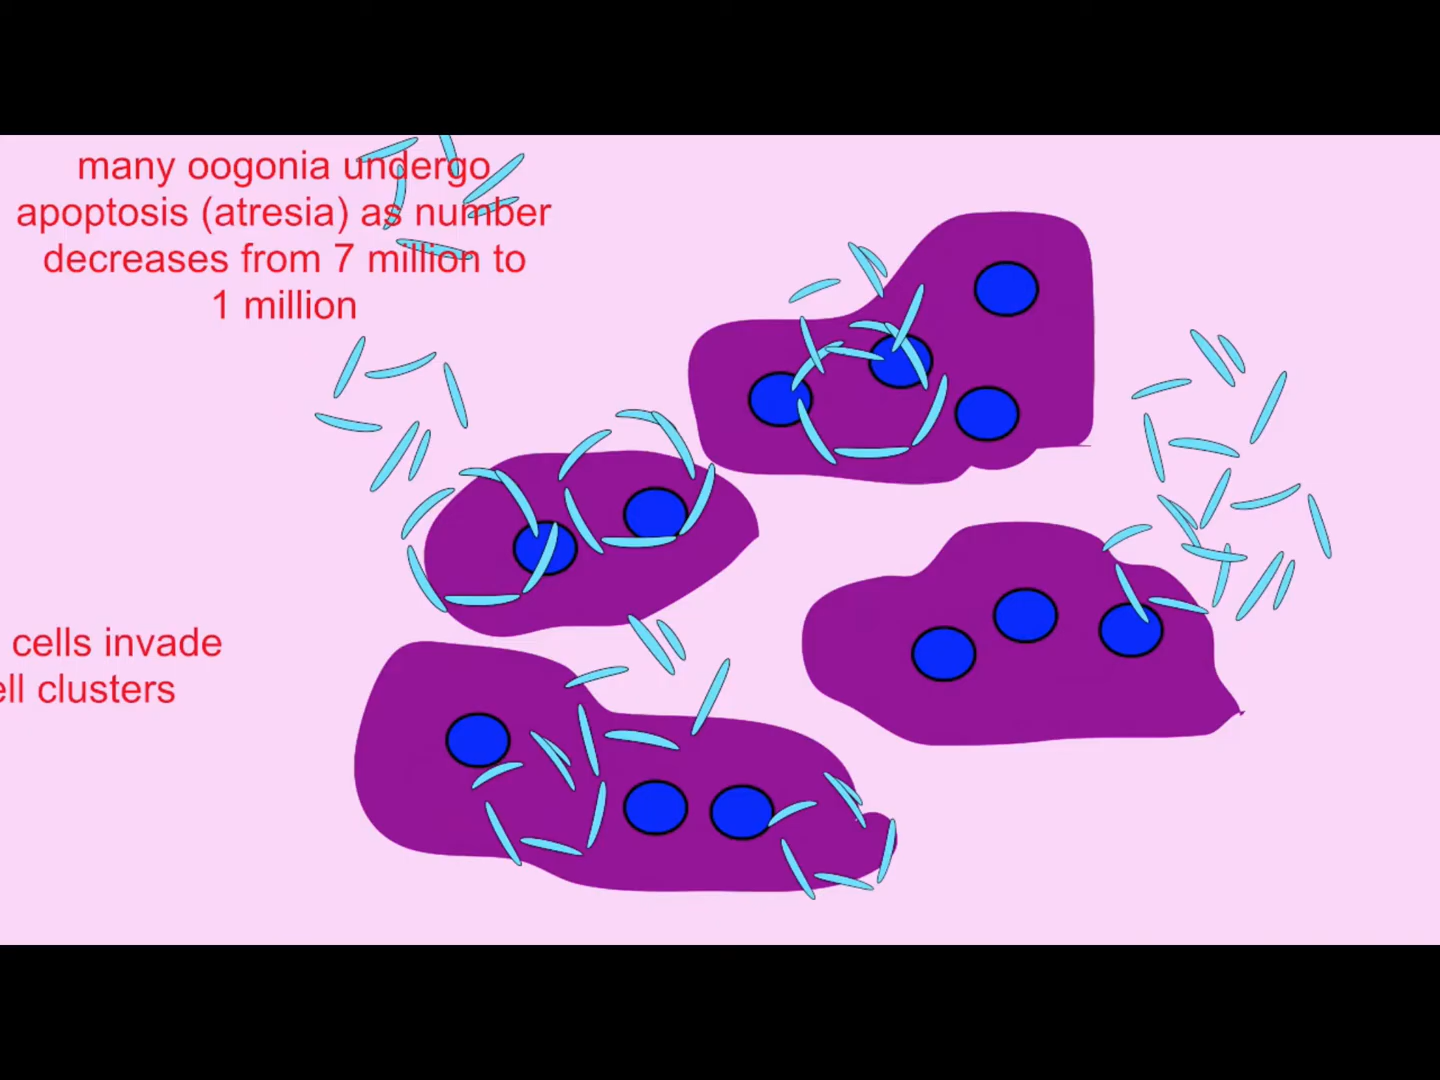 many oogonia undergo
apoptosis (atresia) as number
decreases from 7 million to
1 million
cells invade
ell clusters